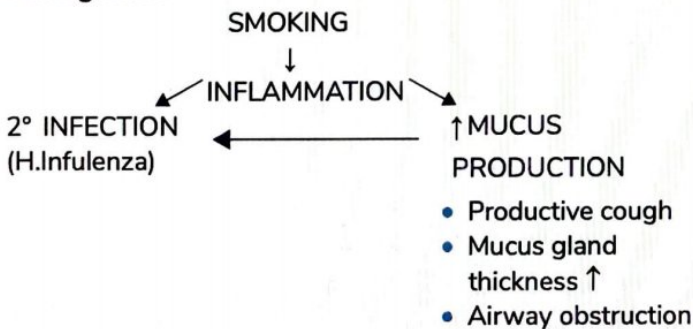 SMOKING
↓
INFLAMMATION
2° INFECTION
(H.Infulenza)
↑MUCUS
PRODUCTION
• Productive cough
• Mucus gland
thickness ↑
• Airway obstruction